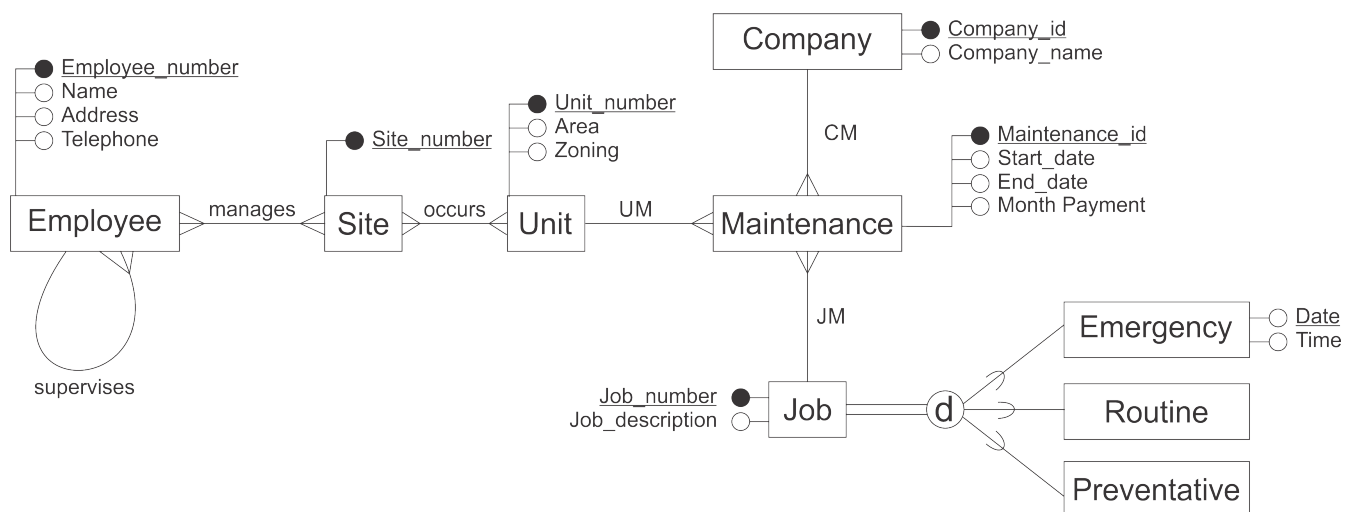 Company
Company_id
Company_name
Employee_number
Name
Address
Telephone
Site_number
Unit_number
Area
Zoning
CM
Maintenance_id
Start_date
End_date
Month Payment
Employee
manages
Site
occurs
Unit
UM
Maintenance
supervises
JM
Emergency
Date
Time
Job_number
Job_description
Job
d
Routine
Preventative